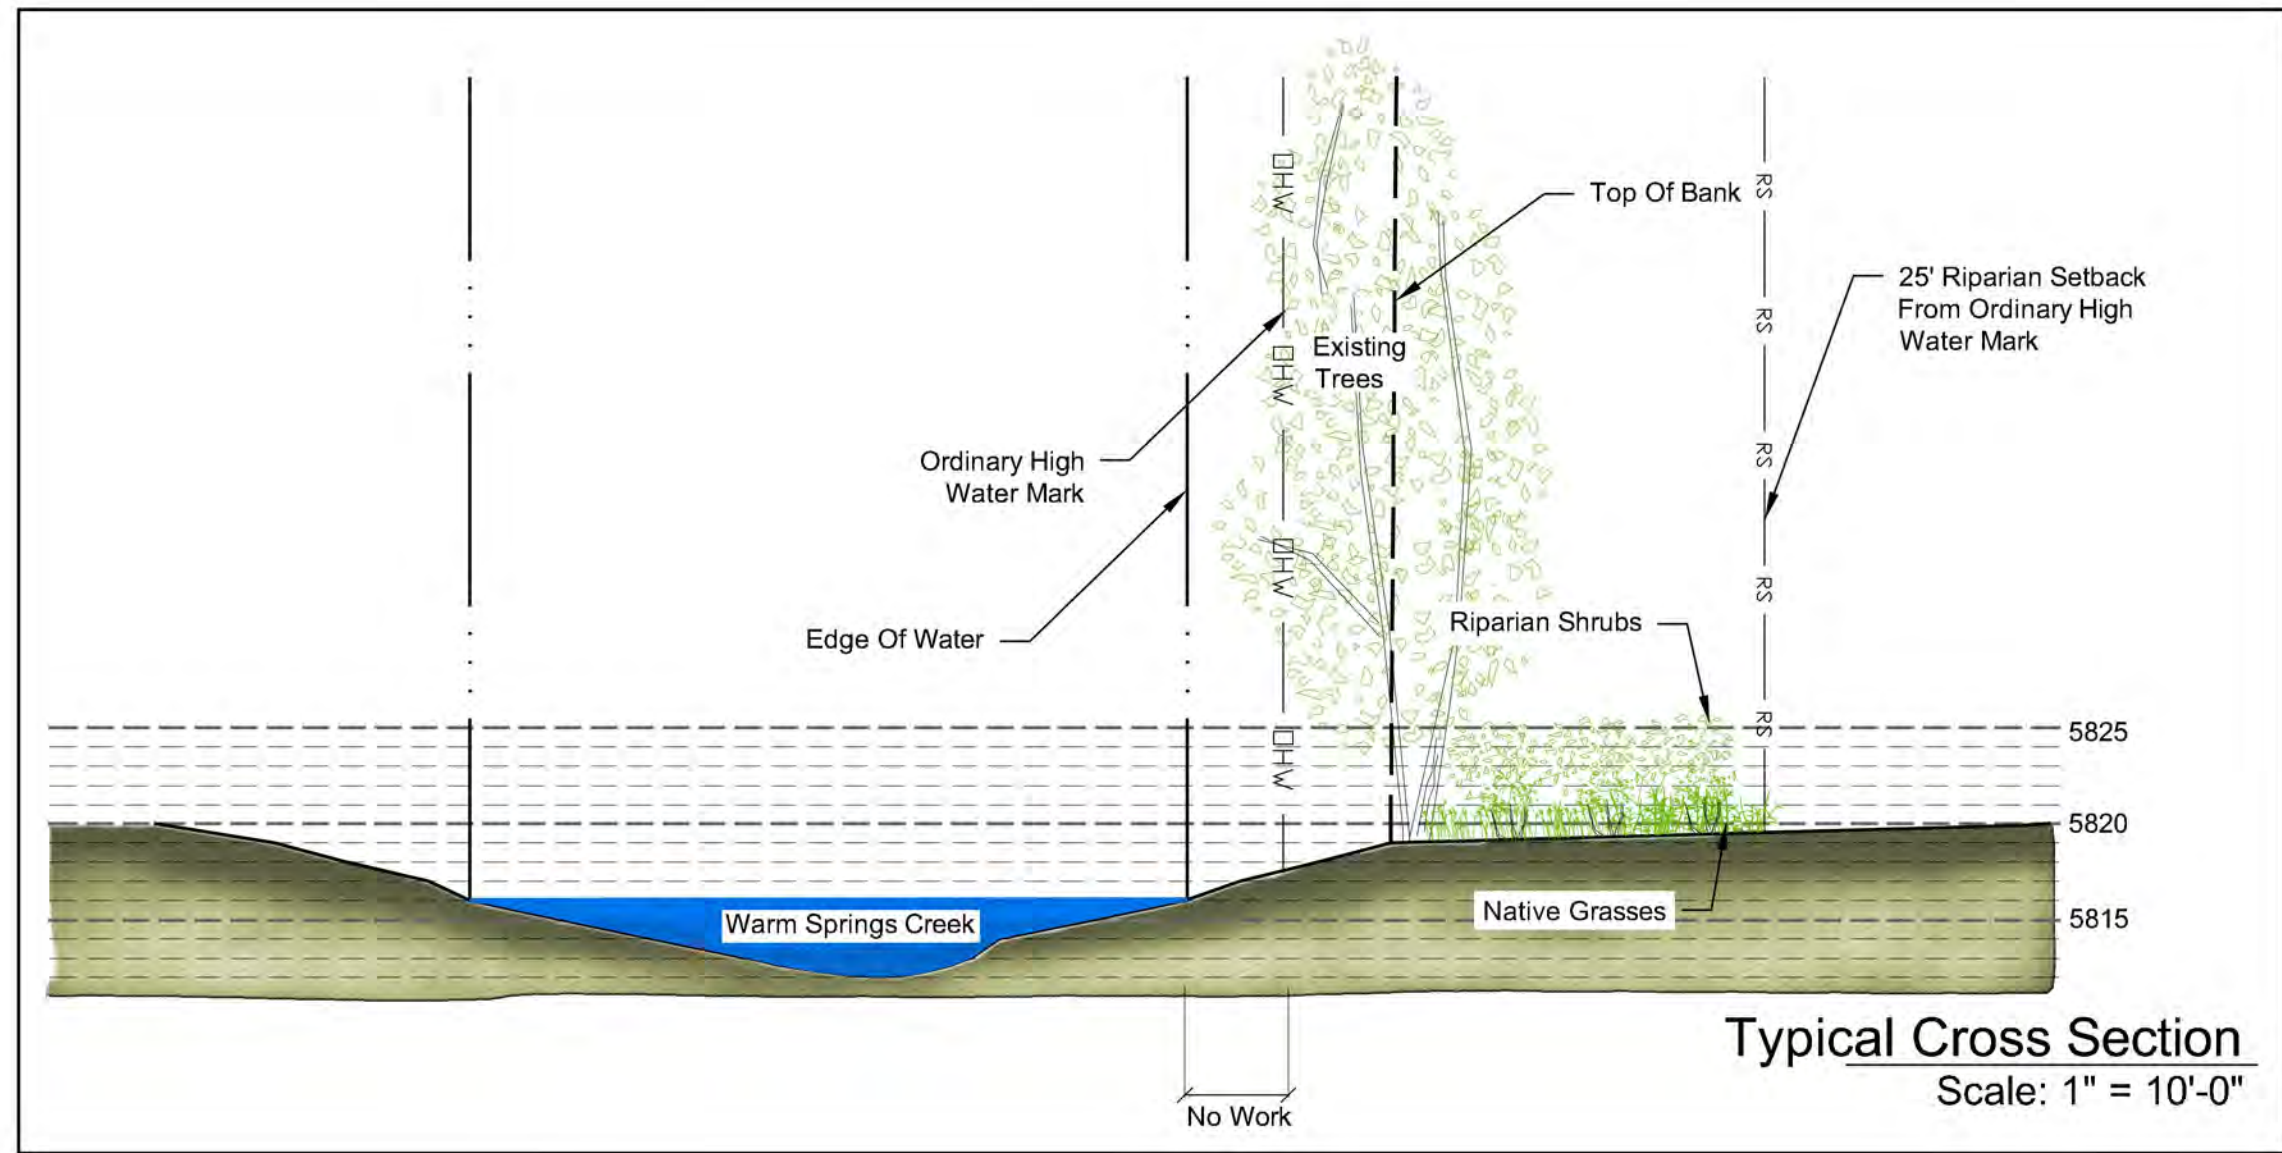 Top Of Bank
25' Riparian Setback
From Ordinary High
Water Mark
OHW
OHW
OHW
OHW
RS
RS
RS
RS
RS
Existing
Trees
Ordinary High
Water Mark
Edge Of Water
Riparian Shrubs
5825
5820
5815
Native Grasses
Warm Springs Creek
No Work
Typical Cross Section
Scale: 1" = 10'-0"